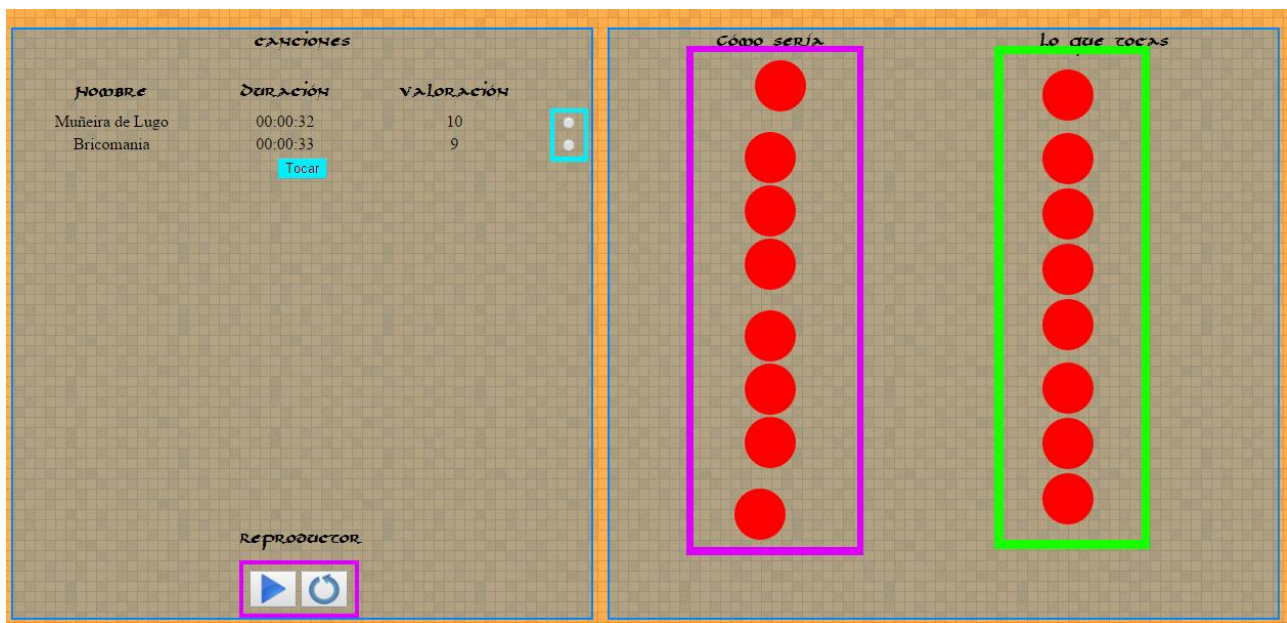 Canciones
Nombre Duración Valoración
Muñeira de Lugo 00:00:32 10
Bricomania 00:00:33 9
Tocar
Reproductor
Cómo sería Lo que tocas